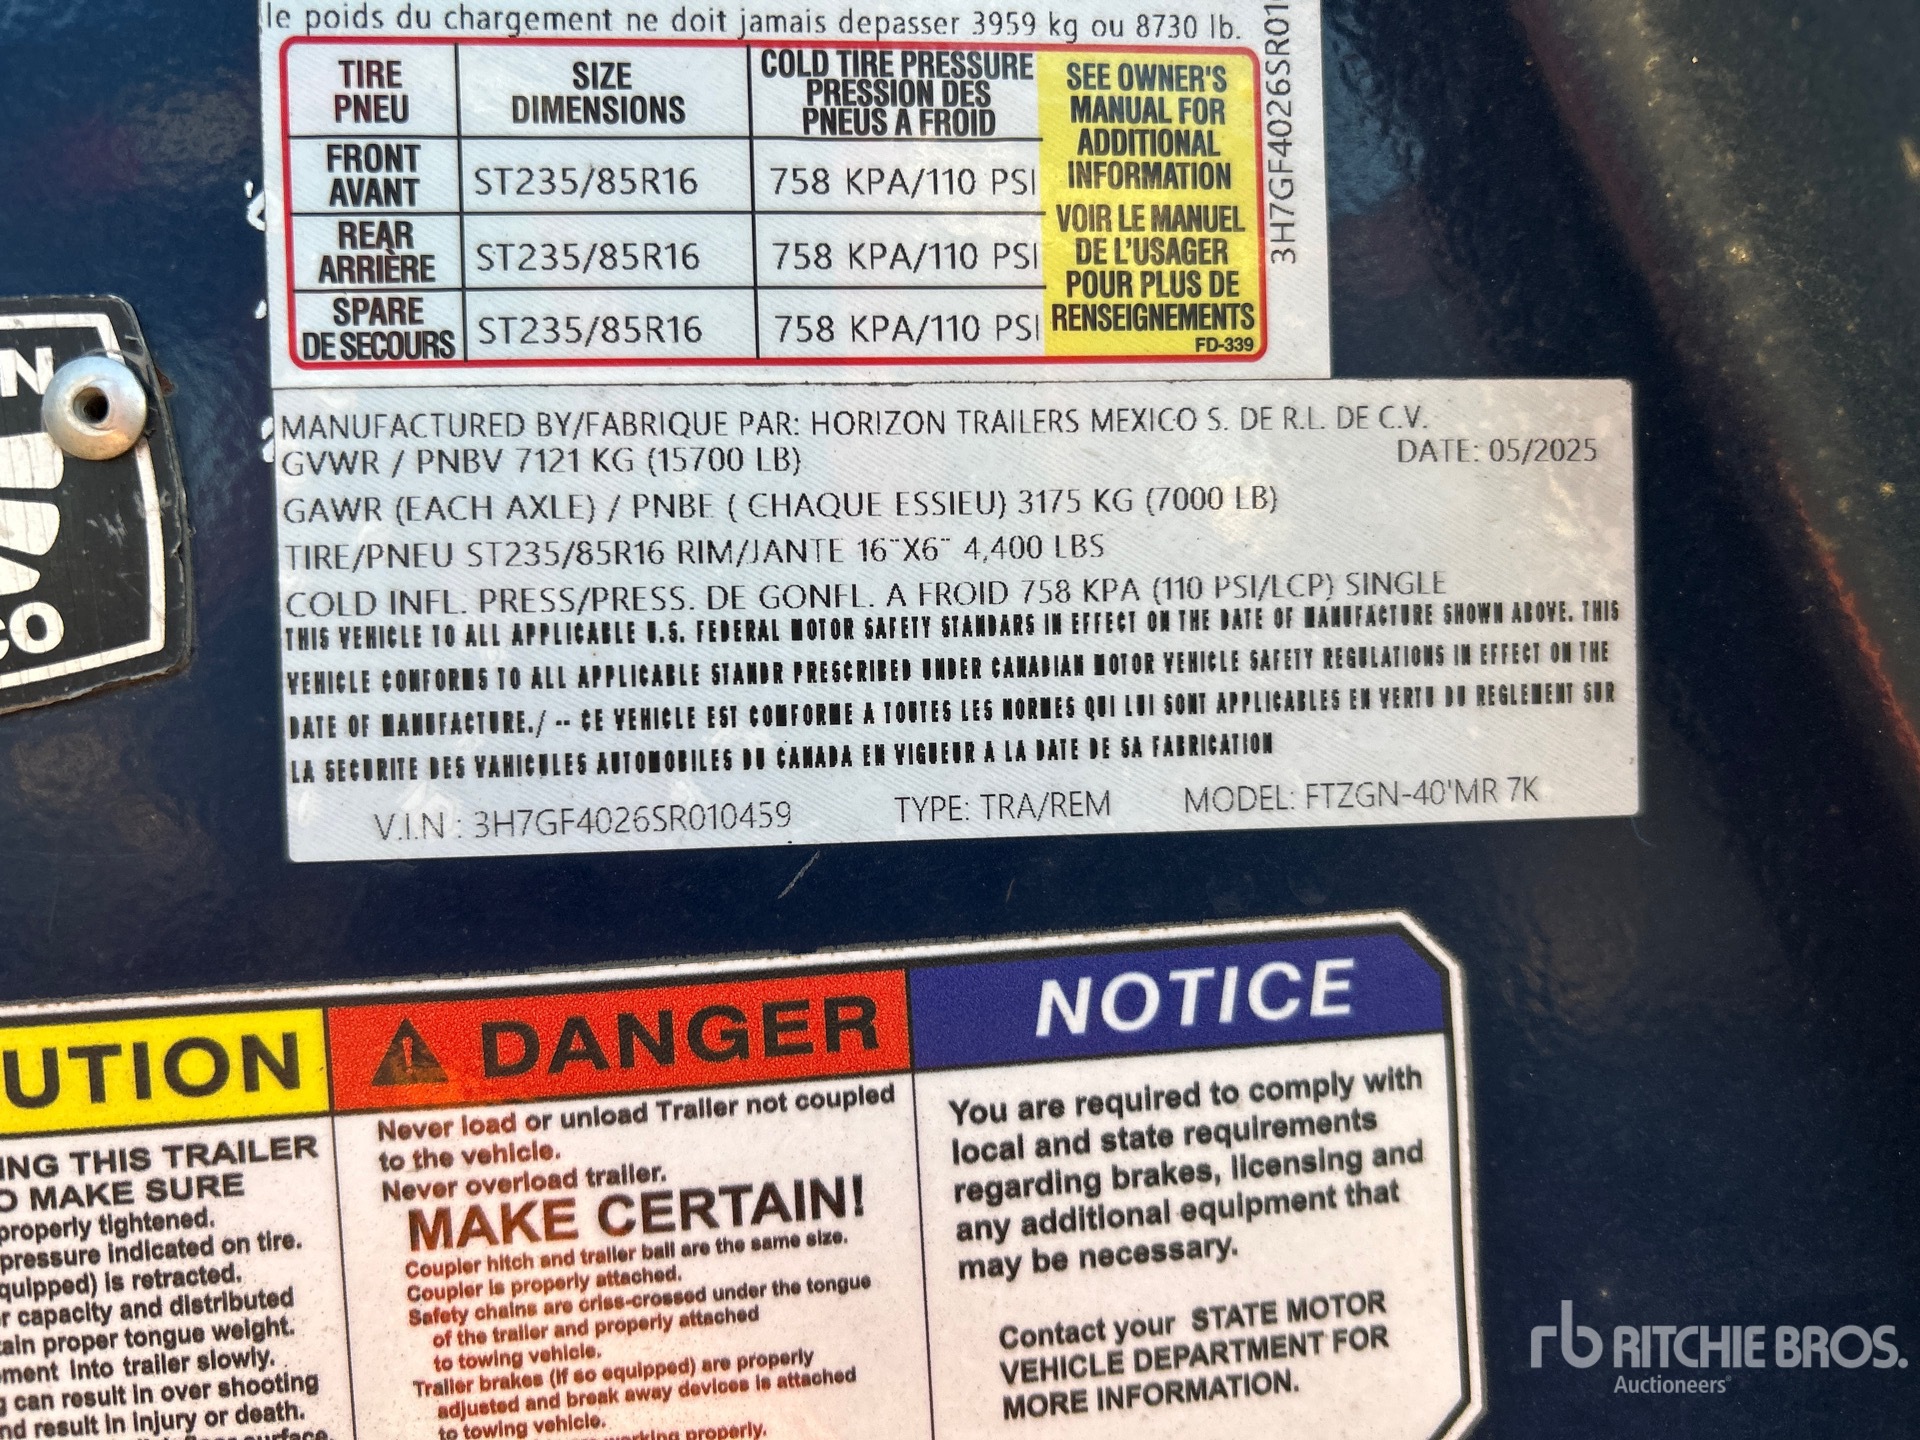 le poids du chargement ne doit jamais depasser 3959 kg ou 8730 lb.
TIRE
PNEU
SIZE
DIMENSIONS
COLD TIRE PRESSURE
PRESSION DES
PNEUS A FROID
FRONT
AVANT
ST235/85R16
758 KPA/110 PSI
REAR
ARRIÈRE
ST235/85R16
758 KPA/110 PSI
SPARE
DE SECOURS
ST235/85R16
758 KPA/110 PSI
SEE OWNER'S
MANUAL FOR
ADDITIONAL
INFORMATION
VOIR LE MANUEL
DE L'USAGER
POUR PLUS DE
RENSEIGNEMENTS
FD-339
3H7GF4026SR01
MANUFACTURED BY/FABRIQUE PAR: HORIZON TRAILERS MEXICO S. DE R.L. DE C.V.
GVWR / PNBV 7121 KG (15700 LB)
DATE: 05/2025
GAWR (EACH AXLE) / PNBE ( CHAQUE ESSIEU) 3175 KG (7000 LB)
TIRE/PNEU ST235/85R16 RIM/JANTE 16"X6" 4,400 LBS
COLD INFL. PRESS/PRESS. DE GONFL. A FROID 758 KPA (110 PSI/LCP) SINGLE
THIS VEHICLE TO ALL APPLICABLE U.S. FEDERAL MOTOR SAFETY STANDARS IN EFFECT ON THE DATE OF MANUFACTURE SHOWN ABOVE. THIS
VEHICLE CONFORMS TO ALL APPLICABLE STANDR PRESCRIBED UNDER CANADIAN MOTOR VEHICLE SAFETY REGULATIONS IN EFFECT ON THE
DATE OF MANUFACTURE./ -- CE VEHICLE EST CONFORME A TOUTES LES NORMES QUI LUI SONT APPLICABLES EN VERTU DU REGLEMENT SUR
LA SECURITE DES VAHICULES AUTOMOBILES DU CANADA EN VIGUEUR A LA DATE DE SA FABRICATION
V.I.N : 3H7GF4026SR010459
TYPE: TRA/REM
MODEL: FTZGN-40'MR 7K
N
CO
UTION
ING THIS TRAILER
O MAKE SURE
properly tightened.
pressure indicated on tire.
quipped) is retracted.
r capacity and distributed
ain proper tongue weight.
ment into trailer slowly.
g can result in over shooting
nd result in injury or death.
surface.
DANGER
Never load or unload Trailer not coupled
to the vehicle.
Never overload trailer.
MAKE CERTAIN!
Coupler hitch and trailer ball are the same size.
Coupler is properly attached.
Safety chains are criss-crossed under the tongue
of the trailer and properly attached
to towing vehicle.
Trailer brakes (if so equipped) are properly
adjusted and break away devices is attached
to towing vehicle.
working properly.
NOTICE
You are required to comply with
local and state requirements
regarding brakes, licensing and
any additional equipment that
may be necessary.
Contact your STATE MOTOR
VEHICLE DEPARTMENT FOR
MORE INFORMATION.
rb RITCHIE BROS.
Auctioneers